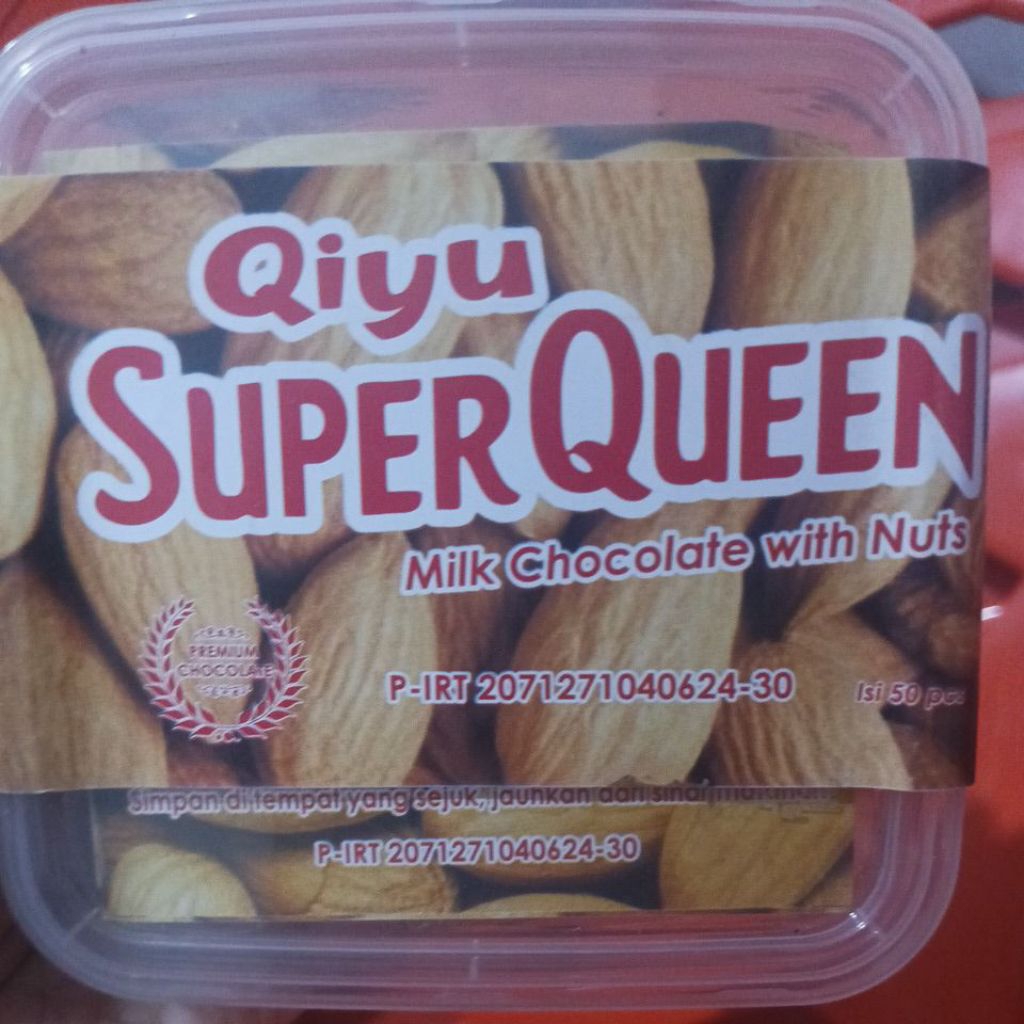 Qiyu
SUPERQUEEN
Milk Chocolate with Nuts
PREMIUM
CHOCOLATE
P-IRT 2071271040624-30
Isi 50 pcs
Simpan di tempat yang sejuk, jauhkan dari sinar matahari
P-IRT 2071271040624-30